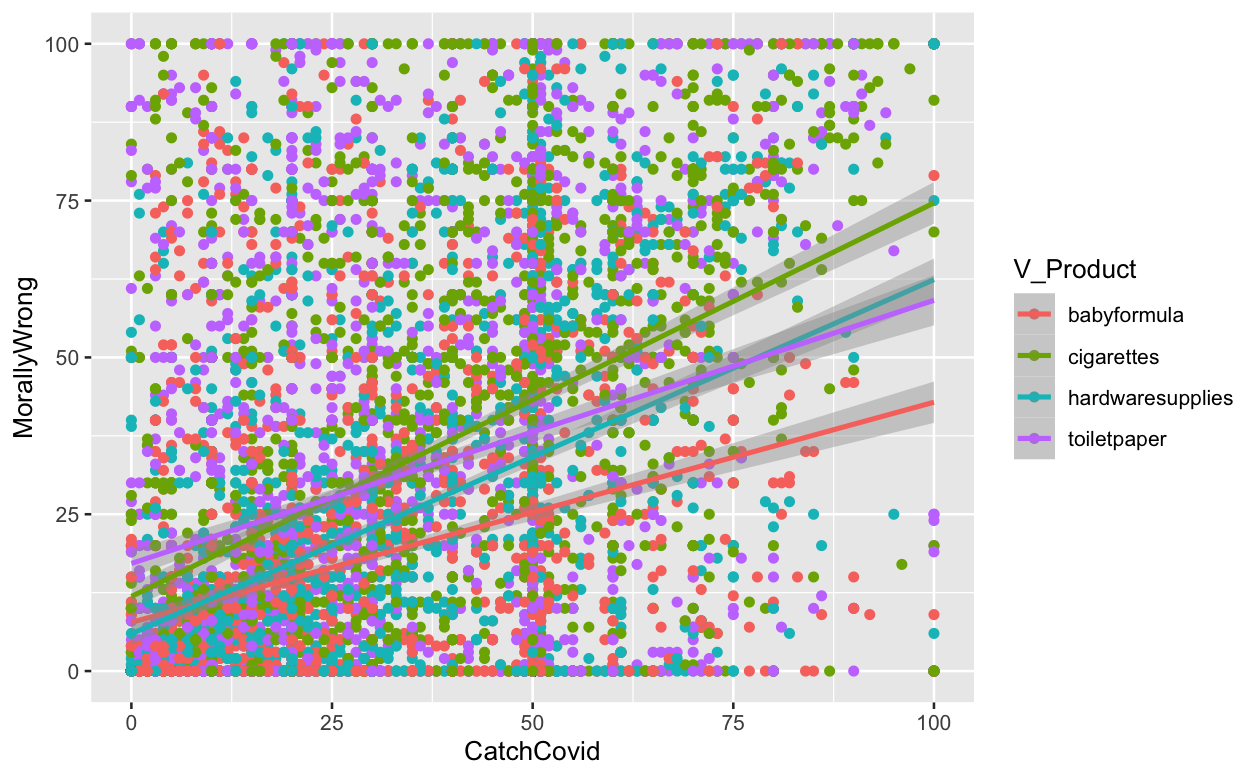 100
75
50
25
0
MorallyWrong
0 25 50 75 100
CatchCovid
V_Product
babyformula
cigarettes
hardwaresupplies
toiletpaper